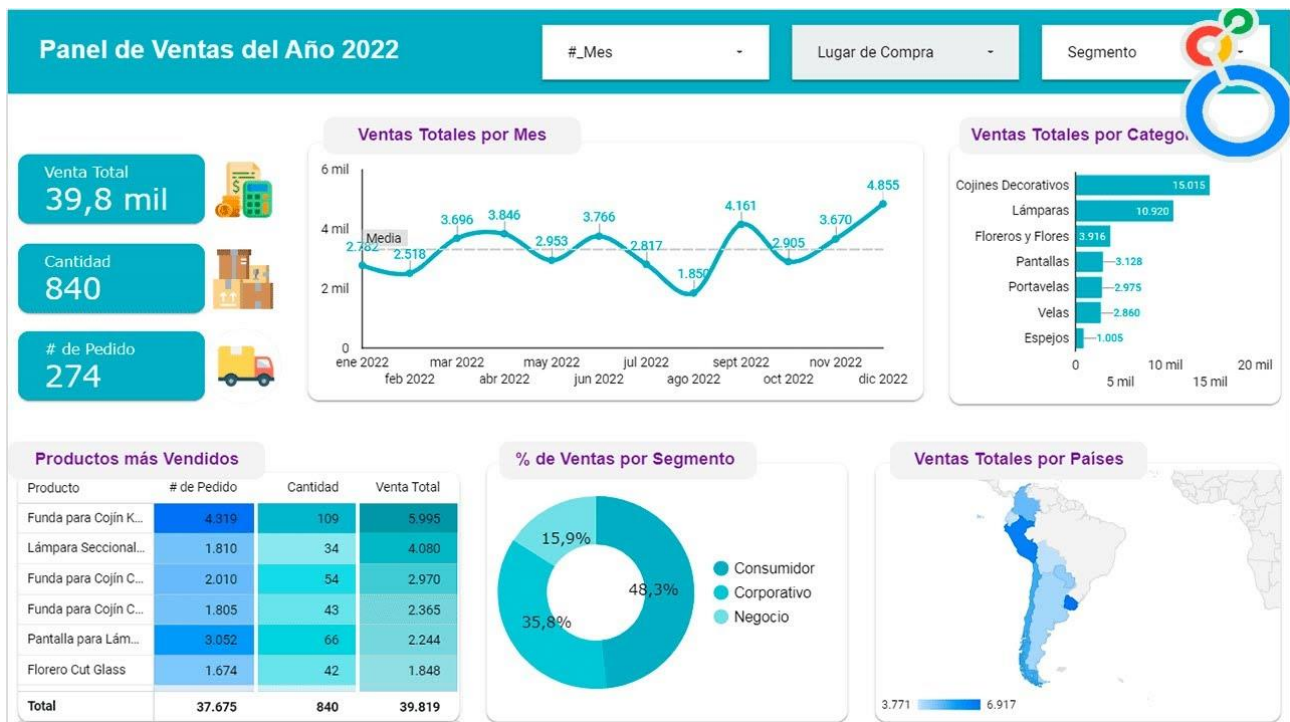 Panel de Ventas del Año 2022
#_Mes
Lugar de Compra
Segmento
Venta Total
39,8 mil
Cantidad
840
# de Pedido
274
Ventas Totales por Mes
6 mil
4 mil
2 mil
0
Media
2.782
2.518
3.696
3.846
2.953
3.766
2.817
1.850
4.161
2.905
3.670
4.855
ene 2022
feb 2022
mar 2022
abr 2022
may 2022
jun 2022
jul 2022
ago 2022
sept 2022
oct 2022
nov 2022
dic 2022
Ventas Totales por Categor
Cojines Decorativos 15.015
Lámparas 10.920
Floreros y Flores 3.916
Pantallas 3.128
Portavelas 2.975
Velas 2.860
Espejos 1.005
0 10 mil 20 mil
5 mil 15 mil
Productos más Vendidos
Producto # de Pedido Cantidad Venta Total
Funda para Cojín K... 4.319 109 5.995
Lámpara Seccional... 1.810 34 4.080
Funda para Cojín C... 2.010 54 2.970
Funda para Cojín C... 1.805 43 2.365
Pantalla para Lám... 3.052 66 2.244
Florero Cut Glass 1.674 42 1.848
Total 37.675 840 39.819
% de Ventas por Segmento
15,9%
48,3%
35,8%
Consumidor
Corporativo
Negocio
Ventas Totales por Países
3.771 6.917